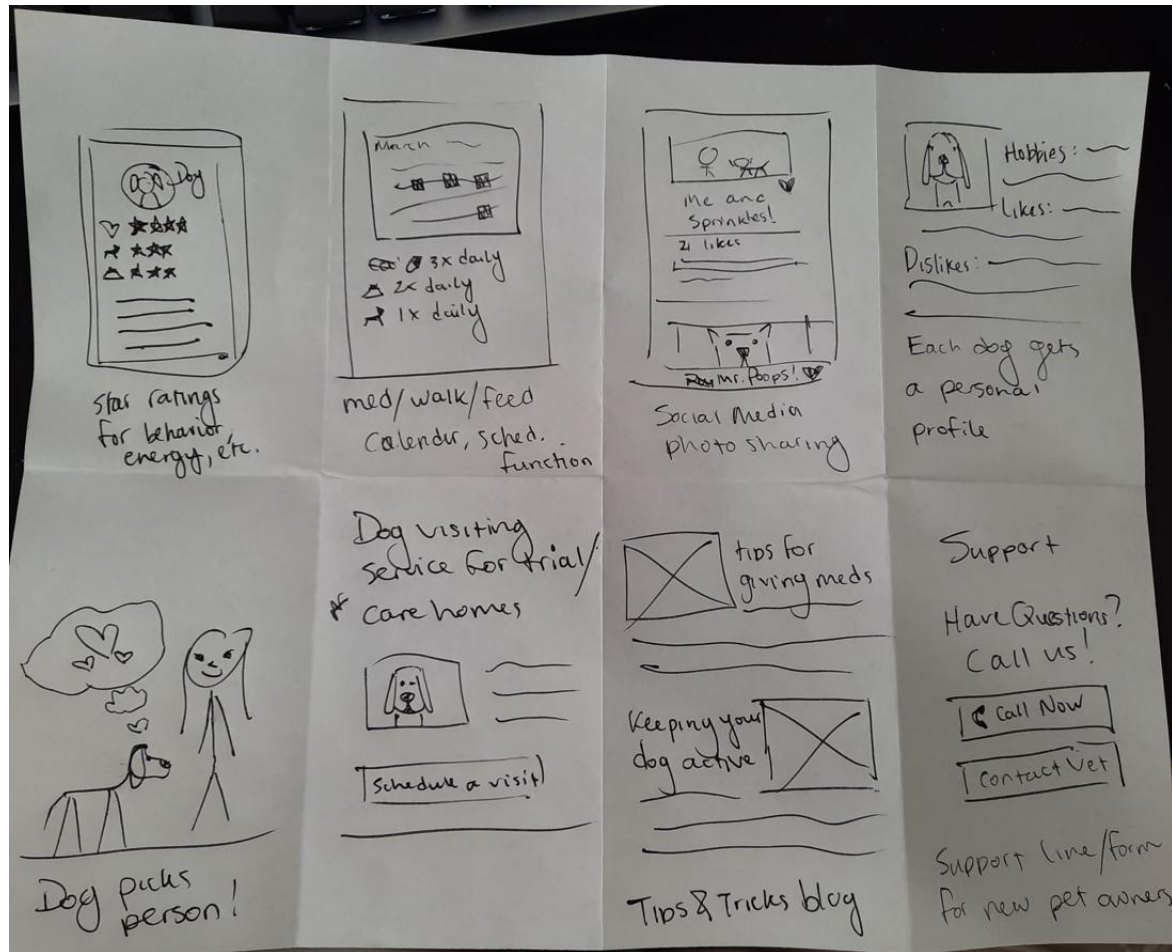 Dog
star ratings
for behavior,
energy, etc.
March
3x daily
2x daily
1x daily
med/walk/feed
Calender, sched.
function
Me and
Sprinkles!
21 likes
Mr. Poops!
Social Media
photo sharing
Hobbies:
Likes:
Dislikes:
Each dog gets
a personal
profile
Dog picks
person!
Dog visiting
service for trial/
care homes
Schedule a visit
tips for
giving meds
Keeping your
dog active
Tips & Tricks blog
Support
Have Questions?
Call us!
Call Now
Contact Vet
Support line/form
for new pet owners